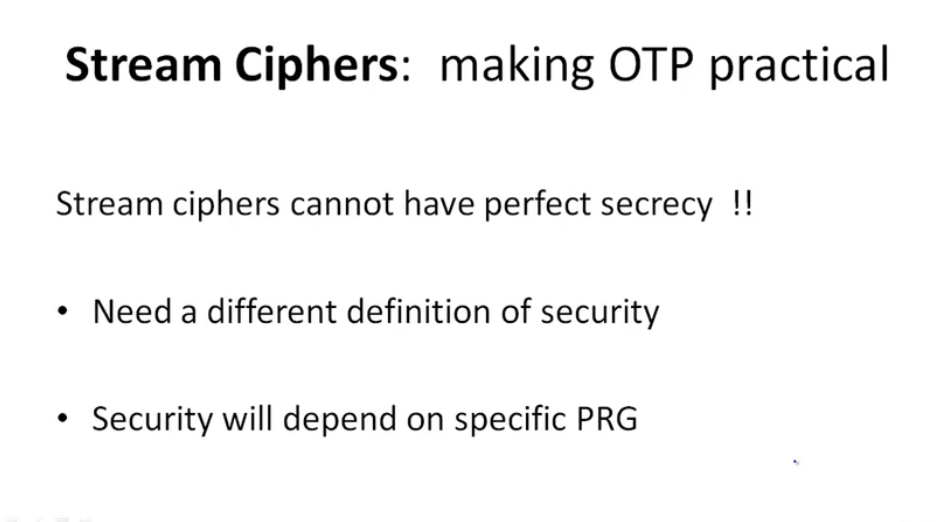 Stream Ciphers: making OTP practical
Stream ciphers cannot have perfect secrecy !!
• Need a different definition of security
• Security will depend on specific PRG